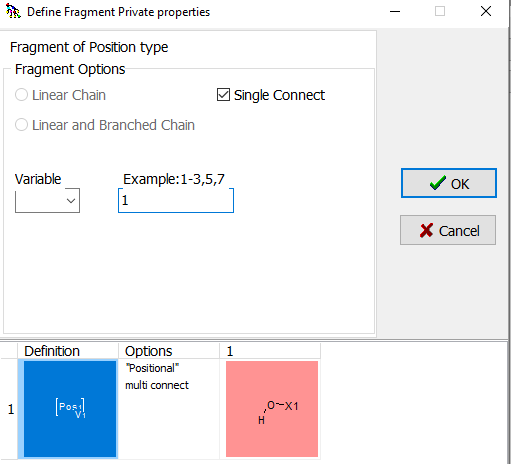 Define Fragment Private properties
Fragment of Position type
Fragment Options
Linear Chain
Single Connect
Linear and Branched Chain
Variable
Example:1-3,5,7
1
OK
Cancel
Definition Options 1
1
[Pos1]
V1
"Positional"
multi connect
O~X1
H